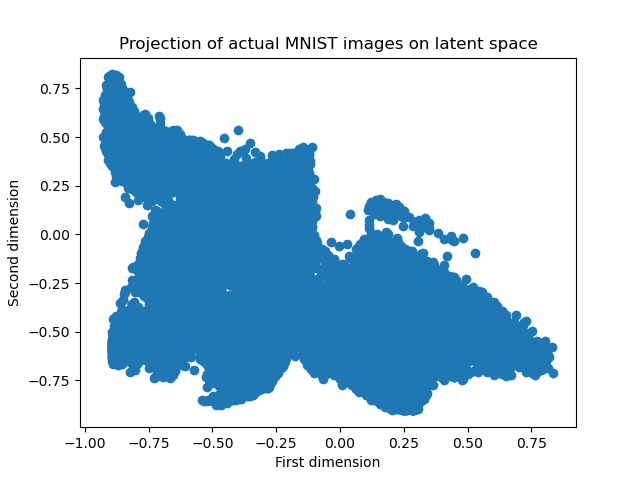 Projection of actual MNIST images on latent space
0.75
0.50
0.25
0.00
−0.25
−0.50
−0.75
Second dimension
−1.00 −0.75 −0.50 −0.25 0.00 0.25 0.50 0.75
First dimension